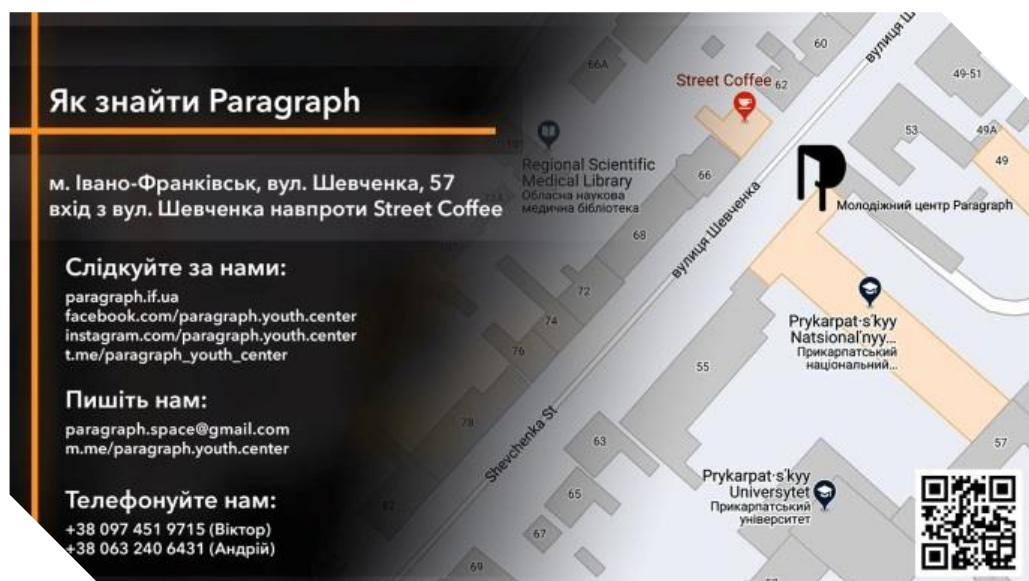 Як знайти Paragraph
м. Івано-Франківськ, вул. Шевченка, 57
вхід з вул. Шевченка навпроти Street Coffee
Слідкуйте за нами:
paragraph.if.ua
facebook.com/paragraph.youth.center
instagram.com/paragraph.youth.center
t.me/paragraph_youth_center
Пишіть нам:
paragraph.space@gmail.com
m.me/paragraph.youth.center
Телефонуйте нам:
+38 097 451 9715 (Віктор)
+38 063 240 6431 (Андрій)
60
вулиця
66A
Street Coffee
62
49-51
53
49A
49
Regional Scientific
Medical Library
Обласна наукова
медична бібліотека
66
68
вулиця Шевченка
Молодіжний центр Paragraph
72
74
76
78
55
Prykarpat·s'kyy
Natsional'nyy...
Прикарпатський
національний...
57
Shevchenka St
63
65
67
69
Prykarpat·s'kyy
Universytet
Прикарпатський
університет